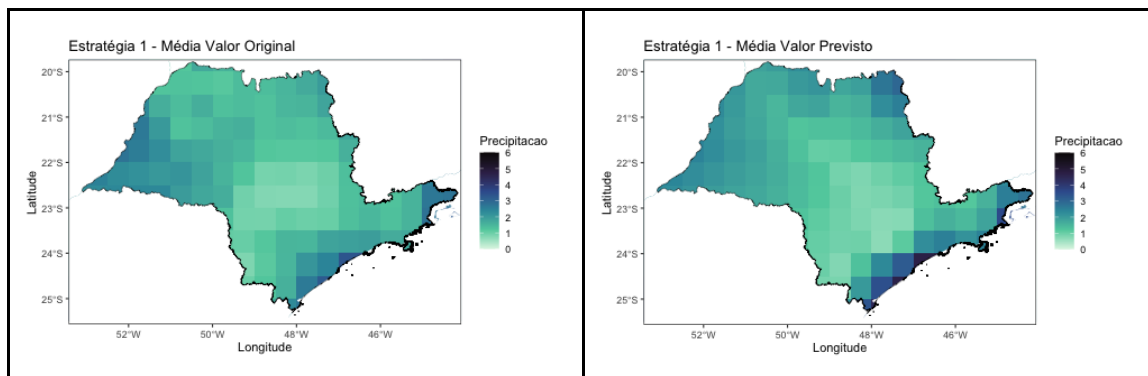 Estratégia 1 - Média Valor Original
20°S
21°S
22°S
23°S
24°S
25°S
Latitude
52°W 50°W 48°W 46°W
Longitude
Precipitacao
6
5
4
3
2
1
0
Estratégia 1 - Média Valor Previsto
20°S
21°S
22°S
23°S
24°S
25°S
Latitude
52°W 50°W 48°W 46°W
Longitude
Precipitacao
6
5
4
3
2
1
0